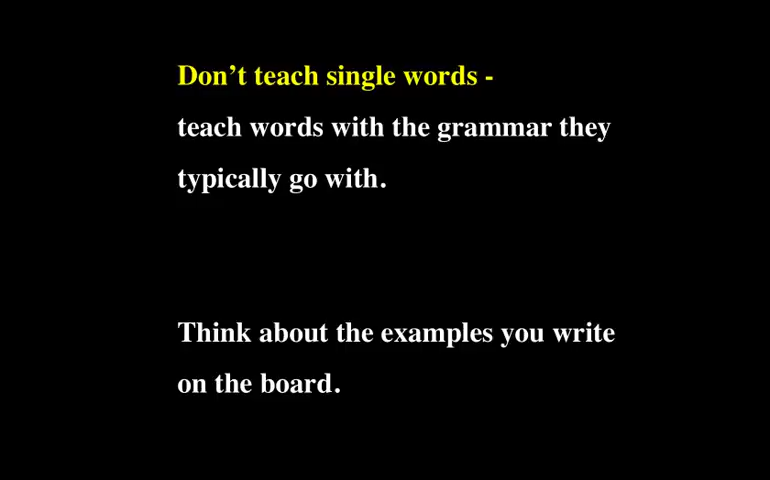 Don’t teach single words -
teach words with the grammar they
typically go with.
Think about the examples you write
on the board.